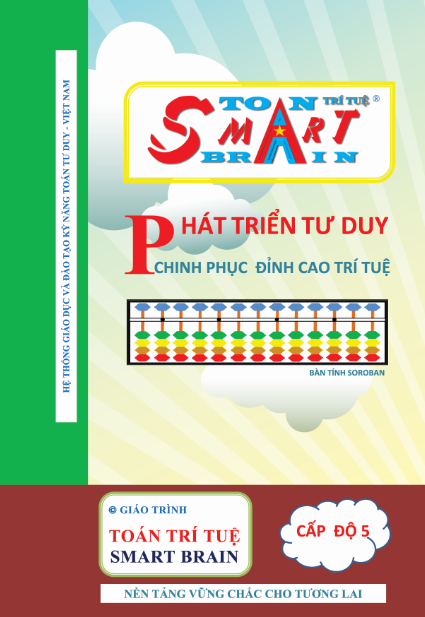 HỆ THỐNG GIÁO DỤC VÀ ĐÀO TẠO KỸ NĂNG TOÁN TƯ DUY - VIỆT NAM
TOÁN TRÍ TUỆ ®
SMART
BRAIN
PHÁT TRIỂN TƯ DUY
CHINH PHỤC ĐỈNH CAO TRÍ TUỆ
BÀN TÍNH SOROBAN
© GIÁO TRÌNH
TOÁN TRÍ TUỆ
SMART BRAIN
CẤP ĐỘ 5
NỀN TẢNG VỮNG CHẮC CHO TƯƠNG LAI